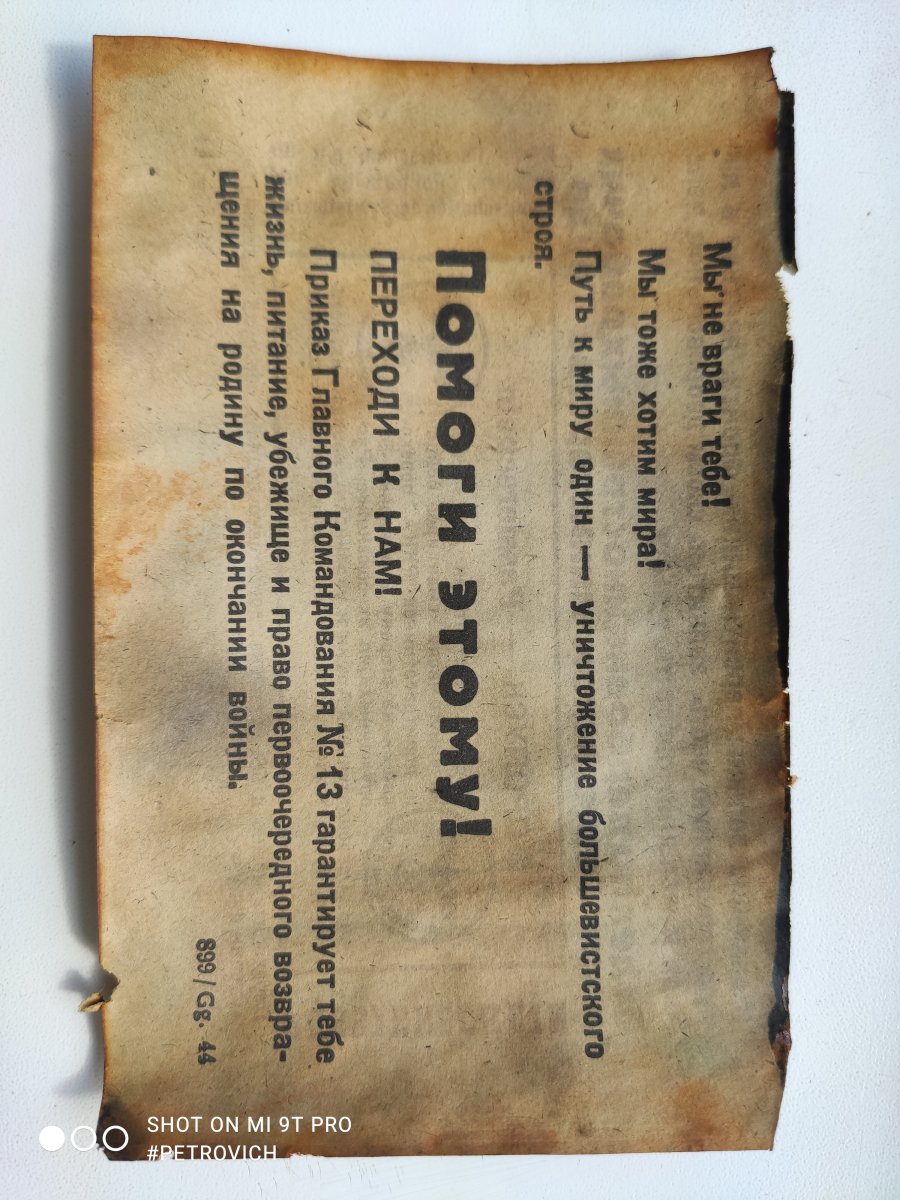 Мы не враги тебе!
Мы тоже хотим мира!
Путь к миру один — уничтожение большевистского
строя.
Помоги этому!
ПЕРЕХОДИ К НАМ!
Приказ Главного Командования № 13 гарантирует тебе
жизнь, питание, убежище и право первоочередного возвра-
щения на родину по окончании войны.
899/Gg. 44
SHOT ON MI 9T PRO
#PETROVICH